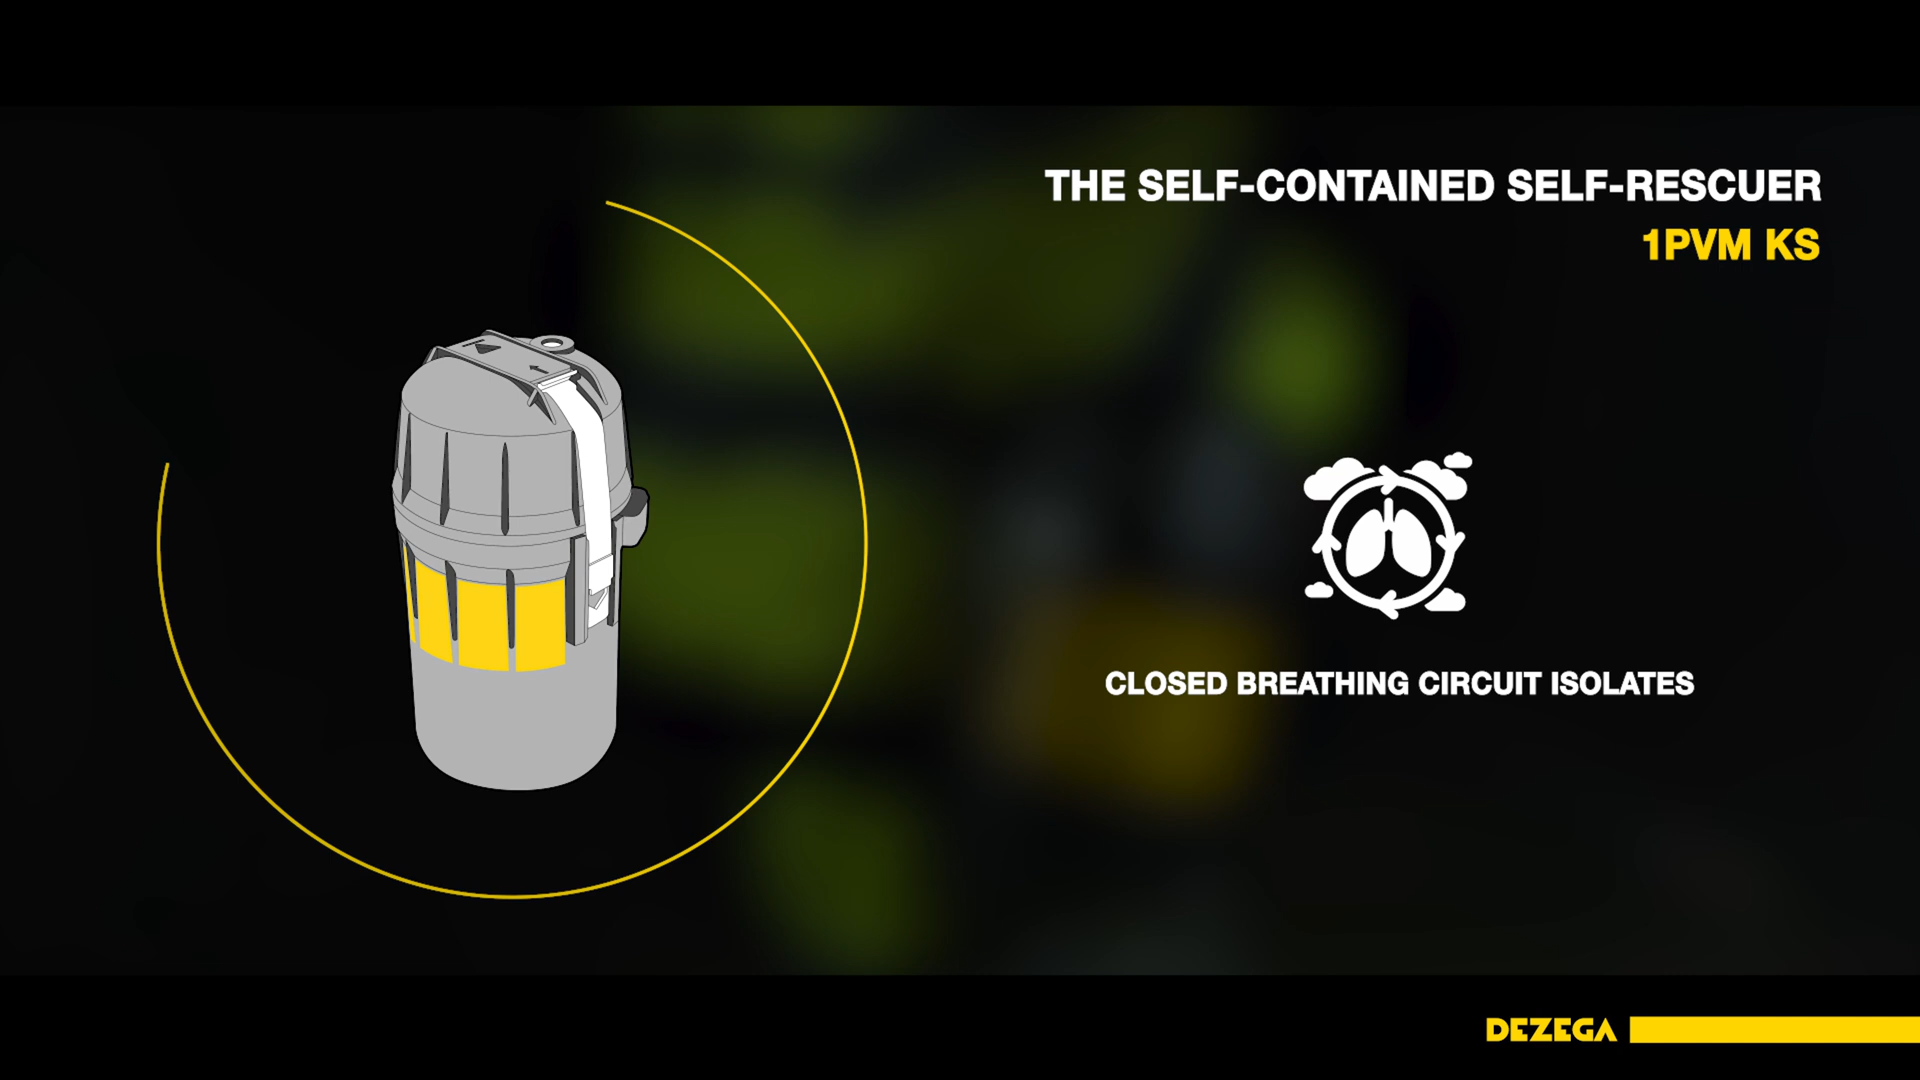 THE SELF-CONTAINED SELF-RESCUER
1PVM KS
CLOSED BREATHING CIRCUIT ISOLATES
DEZEGA